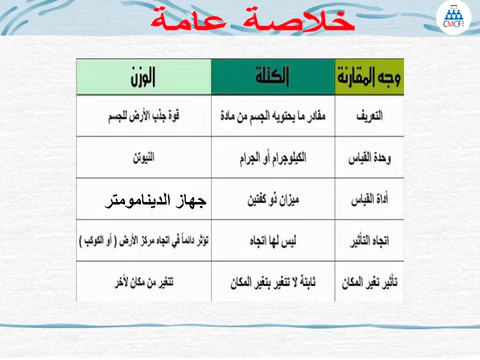 خلاصة عامة
CMCF!
وجه المقارنة الكتلة الوزن
التعريف مقادر ما يحتويه الجسم من مادة قوة جذب الأرض للجسم
وحدة القياس الكيلوجرام أو الجرام النيوتن
أداة القياس ميزان ذو كفتين جهاز الدينامومتر
اتجاه التأثير ليس لها اتجاه تؤثر دائماً في اتجاه مركز الأرض ( أو الكوكب )
تأثير تغير المكان ثابتة لا تتغير بتغير المكان تتغير من مكان لأخر